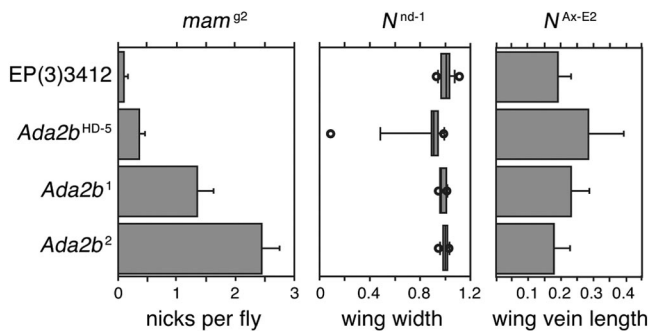 mam^g2 N^nd-1 N^Ax-E2
EP(3)3412
Ada2b^HD-5
Ada2b^1
Ada2b^2
0 1 2 3 0 0.4 0.8 1.2 0 0.1 0.2 0.3 0.4
nicks per fly wing width wing vein length